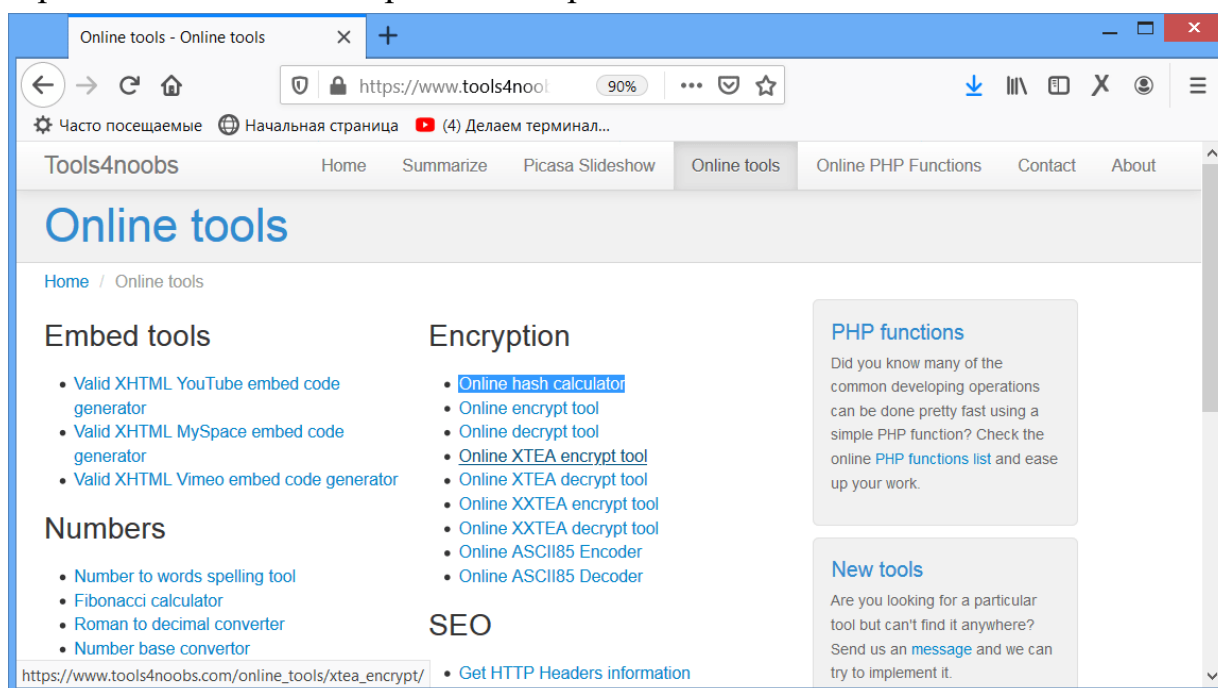 Online tools - Online tools
https://www.tools4noob
90%
Часто посещаемые
Начальная страница
(4) Делаем терминал...
Tools4noobs
Home
Summarize
Picasa Slideshow
Online tools
Online PHP Functions
Contact
About
Online tools
Home / Online tools
Embed tools
Valid XHTML YouTube embed code
generator
Valid XHTML MySpace embed code
generator
Valid XHTML Vimeo embed code generator
Numbers
Number to words spelling tool
Fibonacci calculator
Roman to decimal converter
Number base convertor
Encryption
Online hash calculator
Online encrypt tool
Online decrypt tool
Online XTEA encrypt tool
Online XTEA decrypt tool
Online XXTEA encrypt tool
Online XXTEA decrypt tool
Online ASCII85 Encoder
Online ASCII85 Decoder
SEO
Get HTTP Headers information
PHP functions
Did you know many of the
common developing operations
can be done pretty fast using a
simple PHP function? Check the
online PHP functions list and ease
up your work.
New tools
Are you looking for a particular
tool but can't find it anywhere?
Send us an message and we can
try to implement it.
https://www.tools4noobs.com/online_tools/xtea_encrypt/